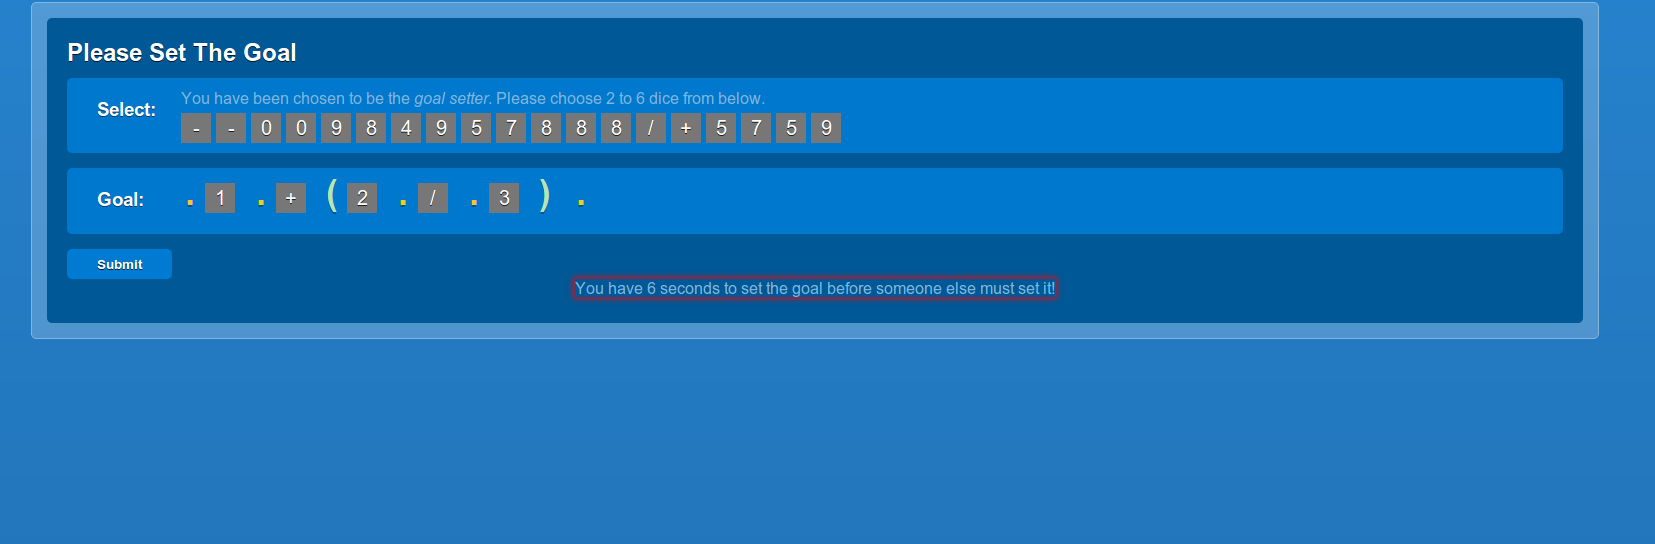 Please Set The Goal
Select:
You have been chosen to be the goal setter. Please choose 2 to 6 dice from below.
- - 0 0 9 8 4 9 5 7 8 8 8 / + 5 7 5 9
Goal:
. 1 . + ( 2 . / . 3 ) .
Submit
You have 6 seconds to set the goal before someone else must set it!